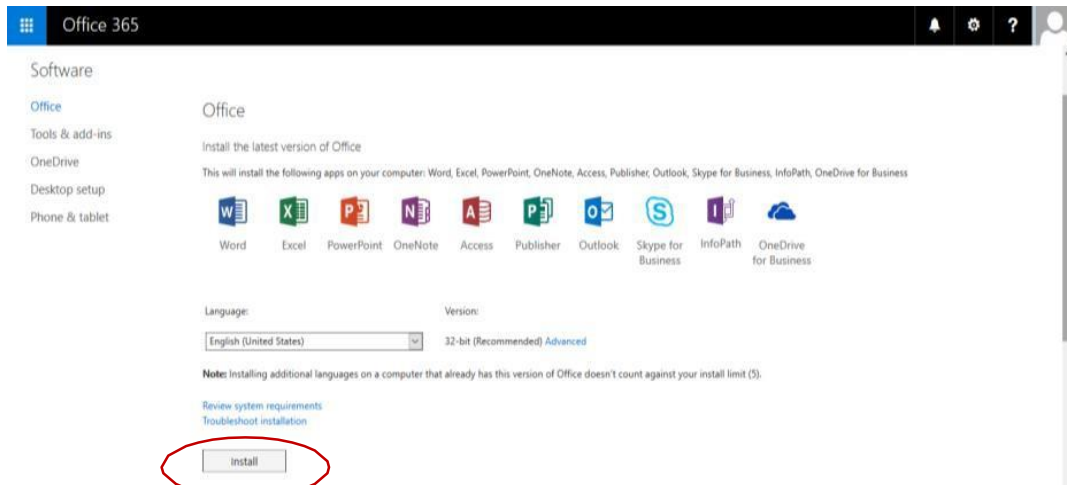 Office 365
?
Software
Office
Tools & add-ins
OneDrive
Desktop setup
Phone & tablet
Office
Install the latest version of Office
This will install the following apps on your computer: Word, Excel, PowerPoint, OneNote, Access, Publisher, Outlook, Skype for Business, InfoPath, OneDrive for Business
Word Excel PowerPoint OneNote Access Publisher Outlook Skype for Business InfoPath OneDrive for Business
Language: Version:
English (United States) 32-bit (Recommended) Advanced
Note: Installing additional languages on a computer that already has this version of Office doesn't count against your install limit (5).
Review system requirements
Troubleshoot installation
Install